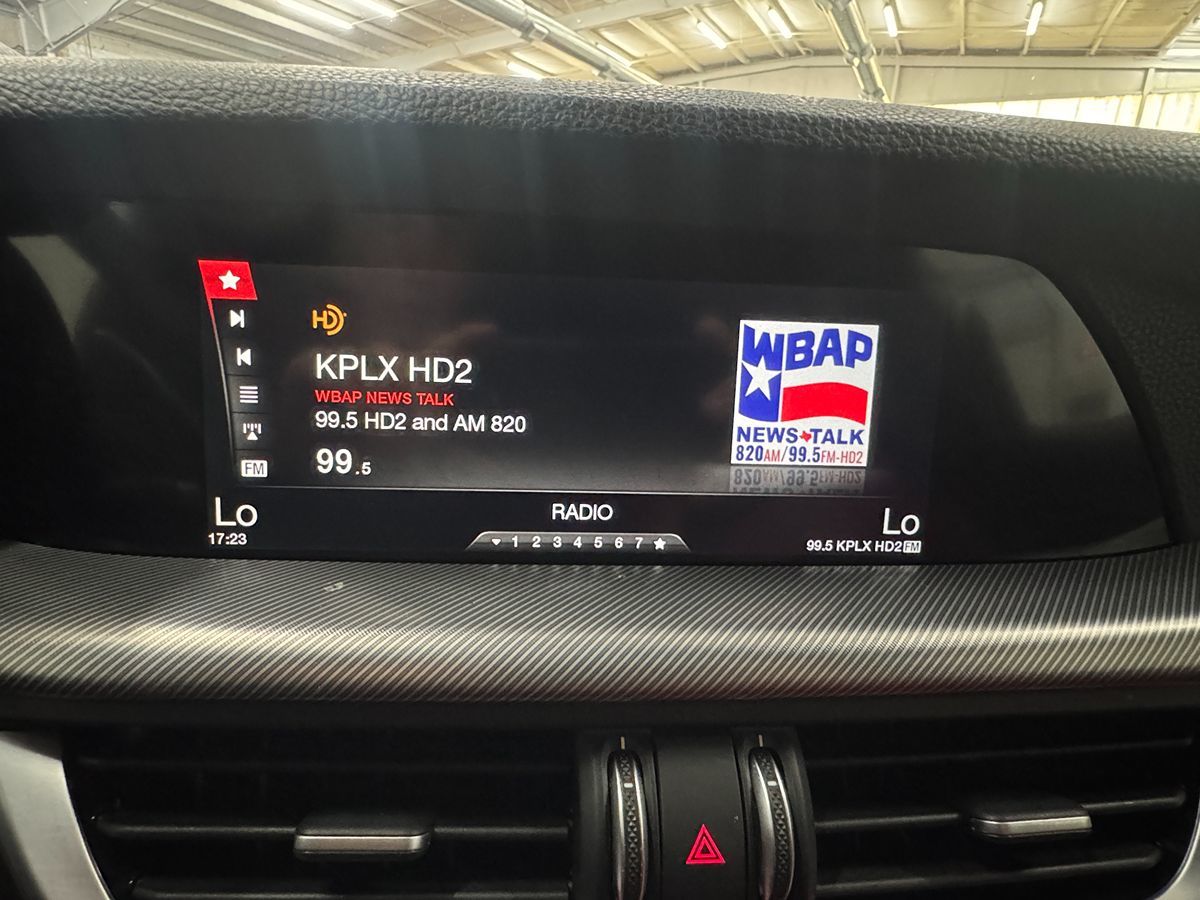 HD
KPLX HD2
WBAP NEWS TALK
99.5 HD2 and AM 820
99.5
FM
WBAP
NEWS TALK
820AM/99.5FM-HD2
Lo
17:23
RADIO
1 2 3 4 5 6 7
Lo
99.5 KPLX HD2 FM